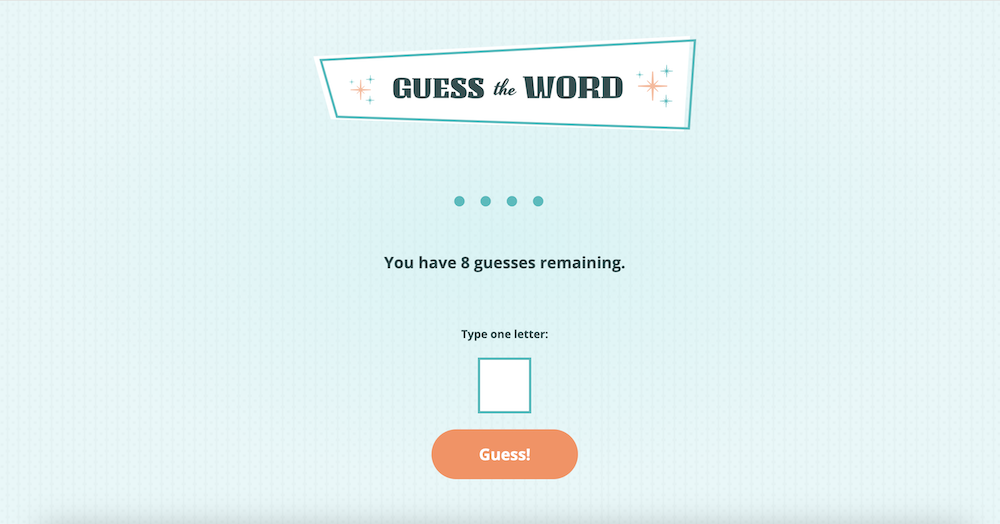 GUESS the WORD
● ● ● ●
You have 8 guesses remaining.
Type one letter:
Guess!